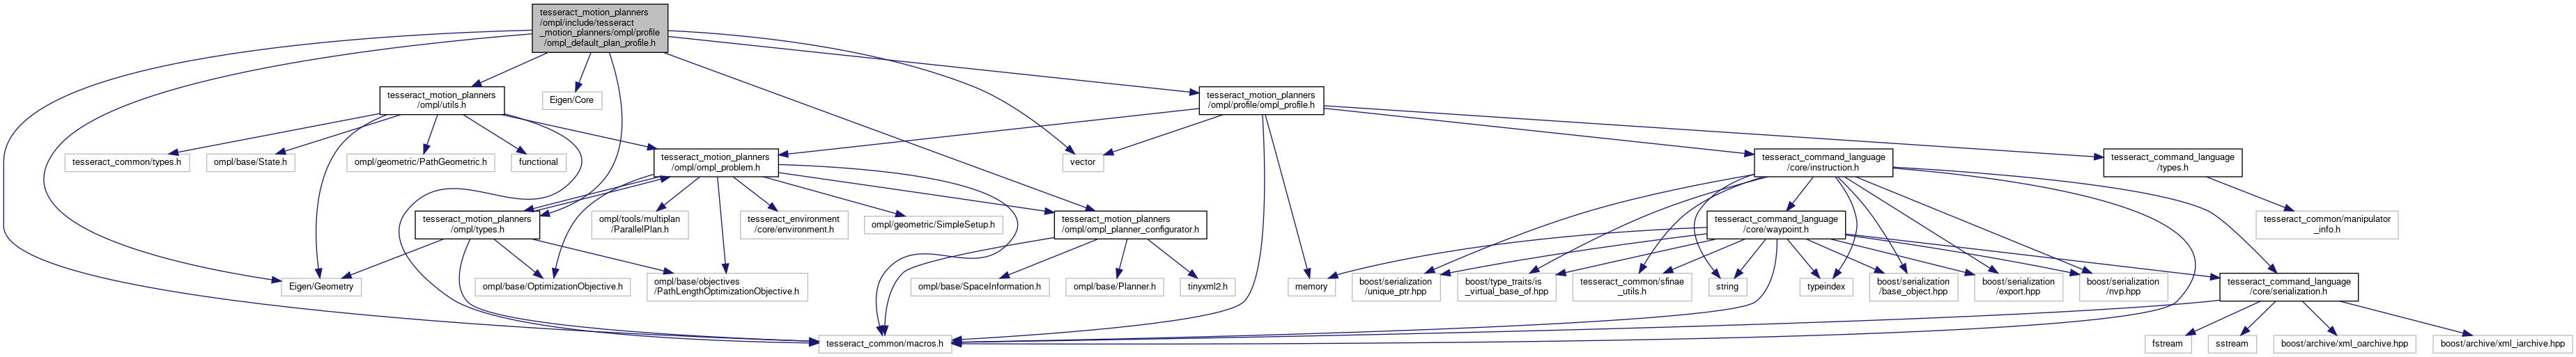 tesseract_motion_planners
/ompl/include/tesseract
_motion_planners/ompl/profile
/ompl_default_plan_profile.h
tesseract_motion_planners
/ompl/utils.h
Eigen/Core
tesseract_motion_planners
/ompl/profile/ompl_profile.h
tesseract_common/types.h
ompl/base/State.h
ompl/geometric/PathGeometric.h
functional
tesseract_motion_planners
/ompl/ompl_problem.h
vector
tesseract_command_language
/core/instruction.h
tesseract_command_language
/types.h
tesseract_motion_planners
/ompl/types.h
ompl/tools/multiplan
/ParallelPlan.h
tesseract_environment
/core/environment.h
ompl/geometric/SimpleSetup.h
tesseract_motion_planners
/ompl/ompl_planner_configurator.h
tesseract_command_language
/core/waypoint.h
tesseract_common/manipulator
_info.h
Eigen/Geometry
ompl/base/OptimizationObjective.h
ompl/base/objectives
/PathLengthOptimizationObjective.h
ompl/base/SpaceInformation.h
ompl/base/Planner.h
tinyxml2.h
memory
boost/serialization
/unique_ptr.hpp
boost/type_traits/is
_virtual_base_of.hpp
tesseract_common/sfinae
_utils.h
string
typeindex
boost/serialization
/base_object.hpp
boost/serialization
/export.hpp
boost/serialization
/nvp.hpp
tesseract_command_language
/core/serialization.h
tesseract_common/macros.h
fstream
sstream
boost/archive/xml_oarchive.hpp
boost/archive/xml_iarchive.hpp